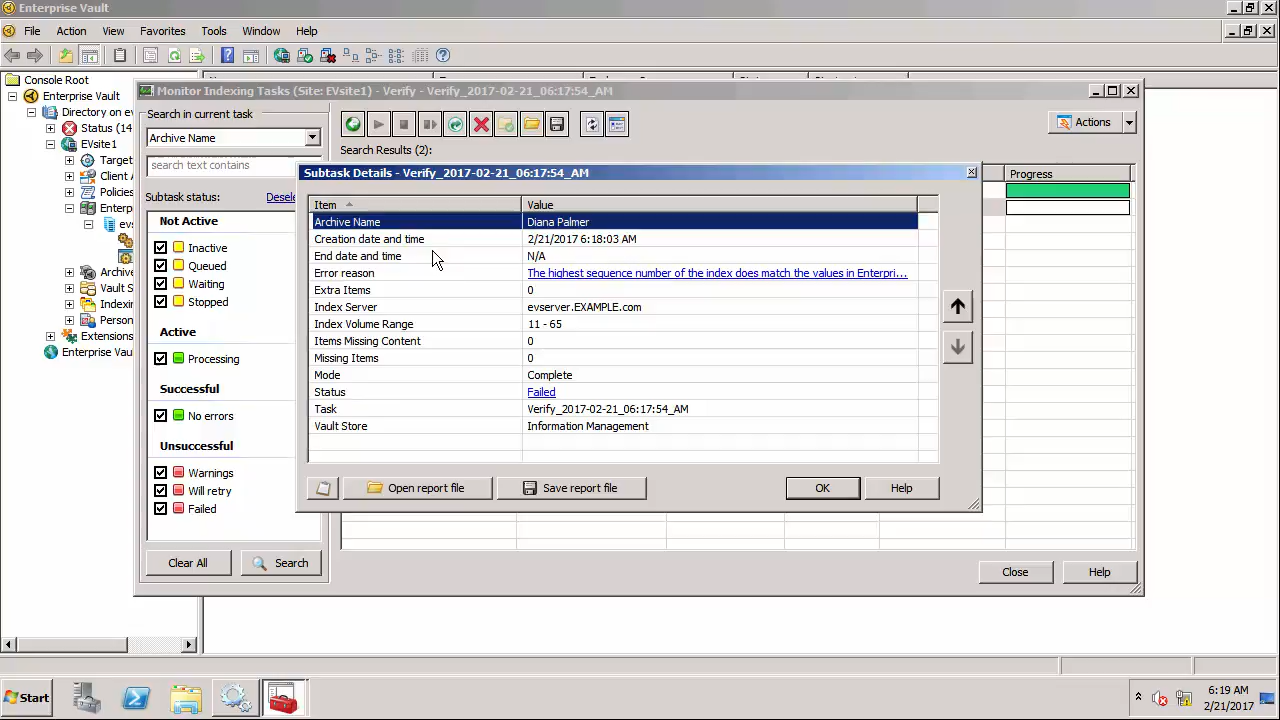 Enterprise Vault
File Action View Favorites Tools Window Help
Console Root
Enterprise Vault
Directory on ev
Status (14
EVsite1
Target
Client A
Policies
Enterp
evs
Archive
Vault S
Indexin
Person
Extensions
Enterprise Vau
Monitor Indexing Tasks (Site: EVsite1) - Verify - Verify_2017-02-21_06:17:54_AM
Search in current task
Archive Name
search text contains
Subtask status: Desele
Not Active
Inactive
Queued
Waiting
Stopped
Active
Processing
Successful
No errors
Unsuccessful
Warnings
Will retry
Failed
Clear All Search
Actions
Search Results (2):
Progress
Subtask Details - Verify_2017-02-21_06:17:54_AM
Item Value
Archive Name Diana Palmer
Creation date and time 2/21/2017 6:18:03 AM
End date and time N/A
Error reason The highest sequence number of the index does match the values in Enterpri...
Extra Items 0
Index Server evserver.EXAMPLE.com
Index Volume Range 11 - 65
Items Missing Content 0
Missing Items 0
Mode Complete
Status Failed
Task Verify_2017-02-21_06:17:54_AM
Vault Store Information Management
Open report file Save report file OK Help
Close Help
Start
6:19 AM
2/21/2017